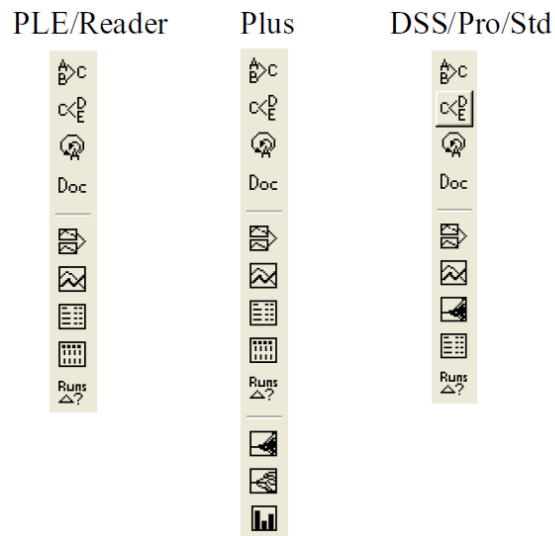 PLE/Reader
A
B>C
C<D
E
A
Doc
Runs
△?
Plus
A
B>C
C<D
E
A
Doc
Runs
△?
DSS/Pro/Std
A
B>C
C<D
E
A
Doc
Runs
△?